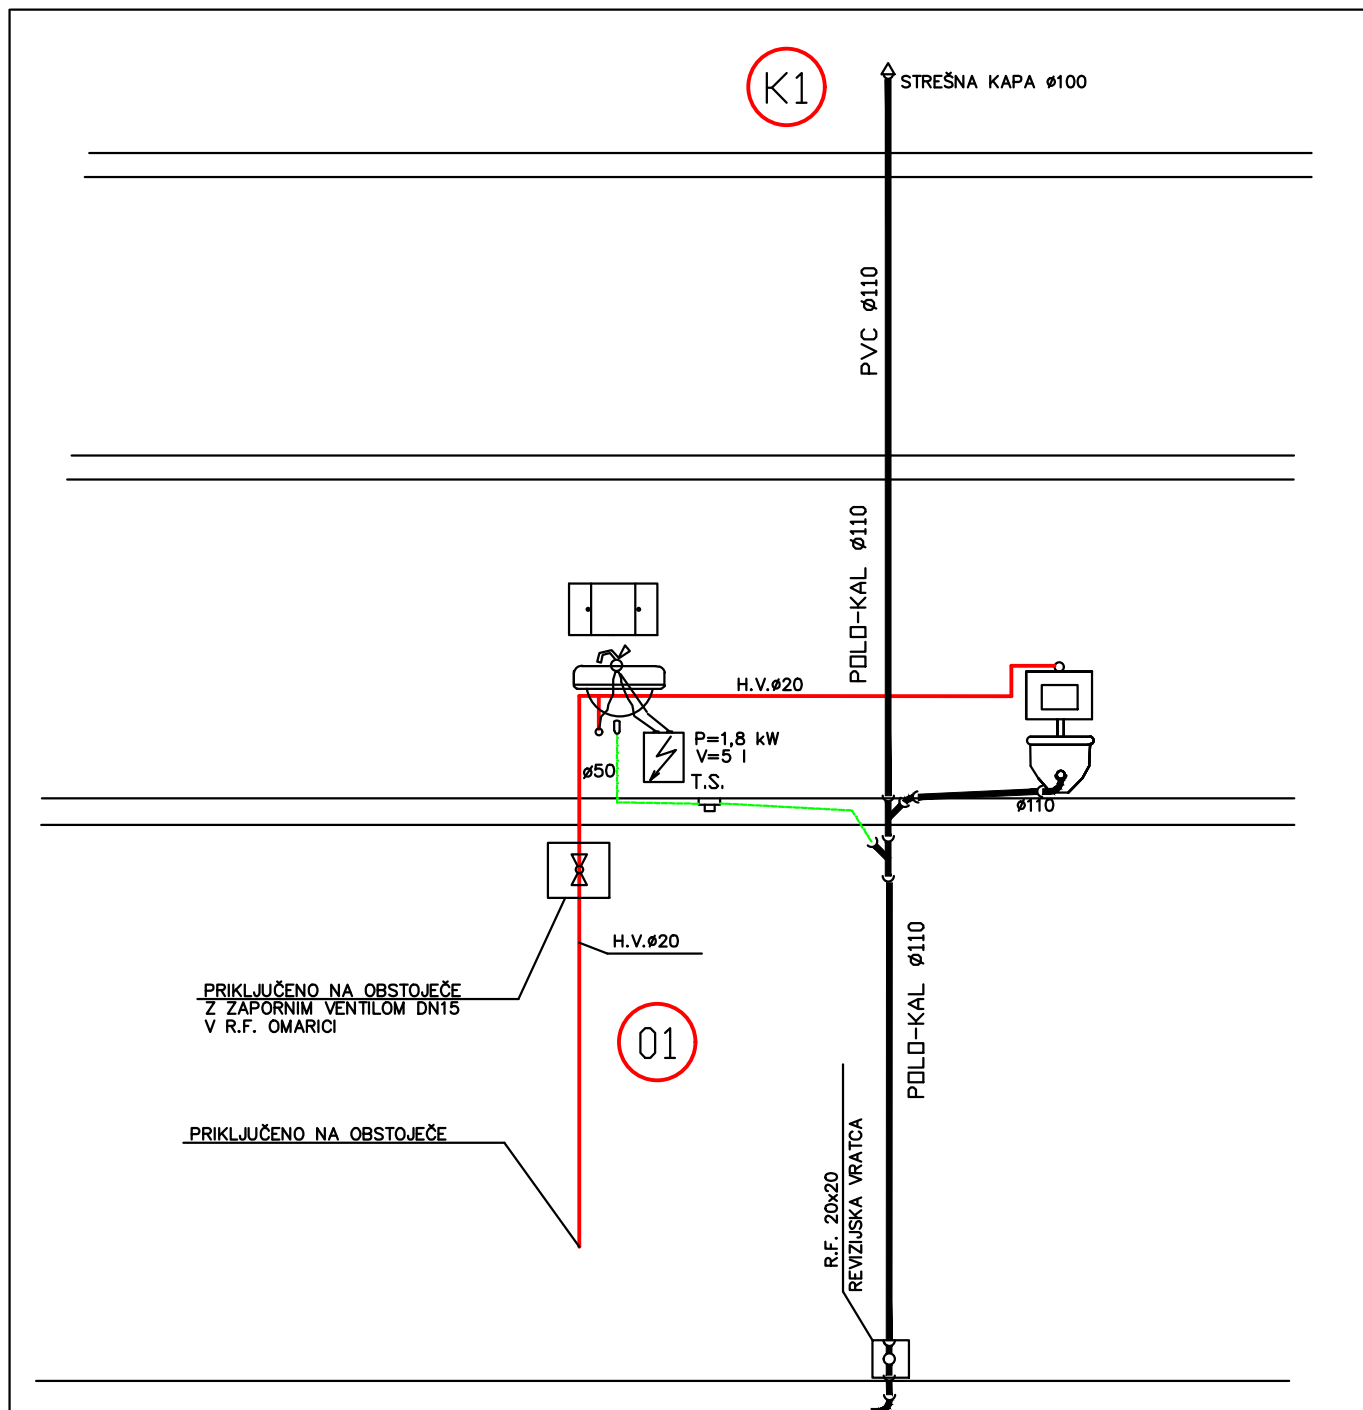 K1
STREŠNA KAPA ø100
PVC ø110
POLO-KAL ø110
H.V.ø20
P=1,8 kW
V=5 l
ø50
T.S.
ø110
H.V.ø20
POLO-KAL ø110
PRIKLJUČENO NA OBSTOJEČE
Z ZAPORNIM VENTILOM DN15
V R.F. OMARICI
01
PRIKLJUČENO NA OBSTOJEČE
R.F. 20x20
REVIZIJSKA VRATCA